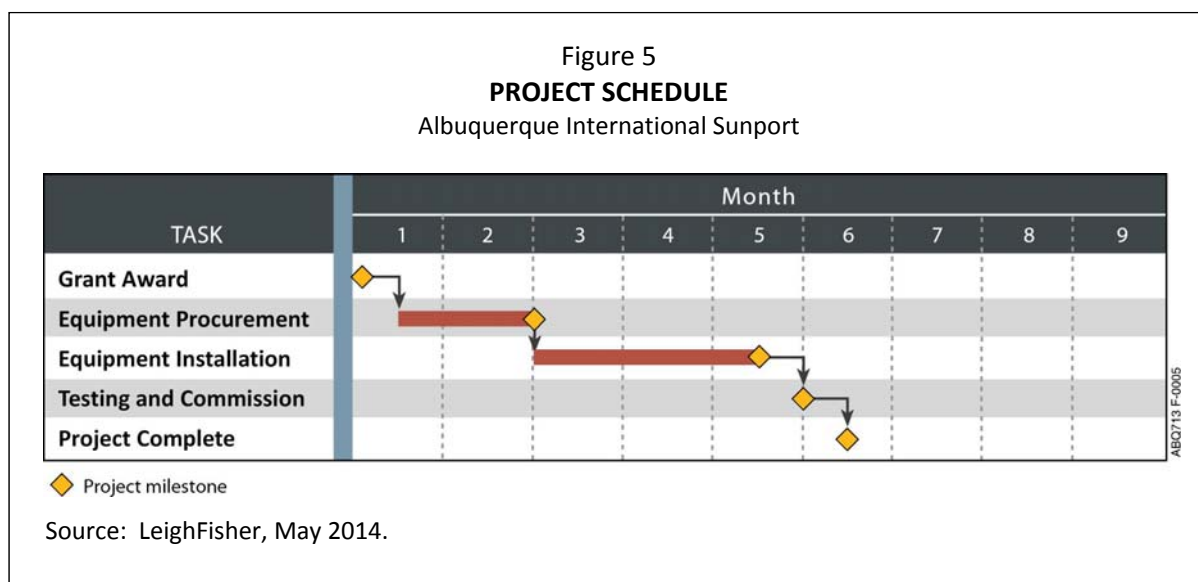 Figure 5
PROJECT SCHEDULE
Albuquerque International Sunport
Month
TASK 1 2 3 4 5 6 7 8 9
Grant Award
Equipment Procurement
Equipment Installation
Testing and Commission
Project Complete
Project milestone
ABQ713 F-0005
Source: LeighFisher, May 2014.